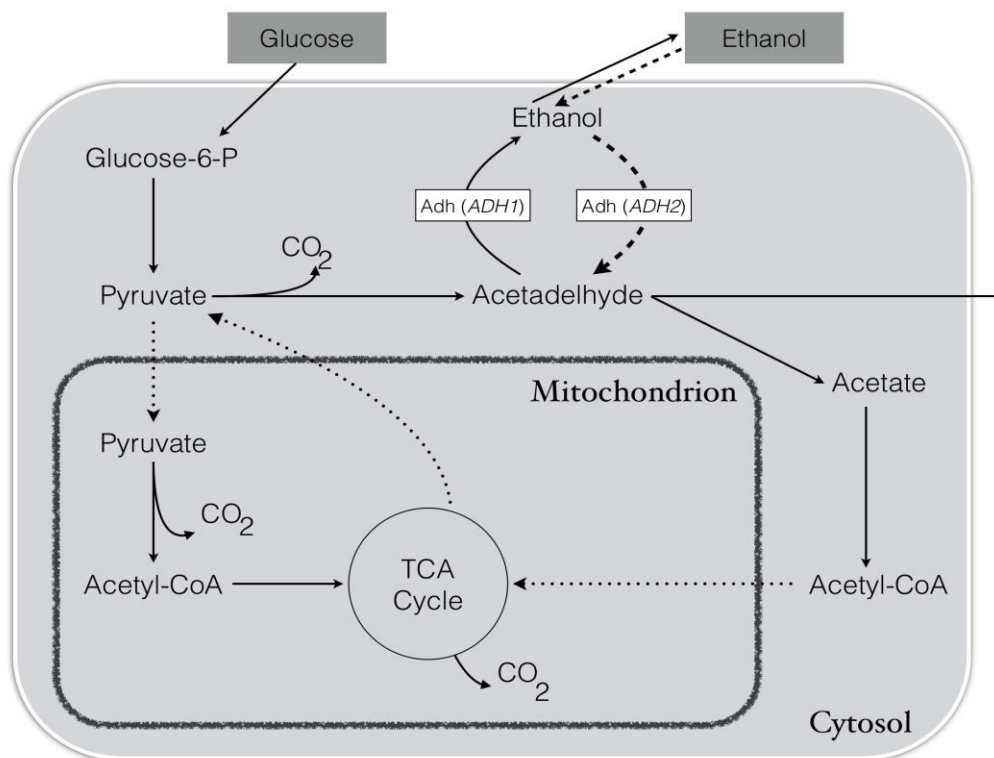 Glucose
Ethanol
Ethanol
Glucose-6-P
Adh (ADH1)
Adh (ADH2)
CO2
Pyruvate
Acetadelhyde
Mitochondrion
Acetate
Pyruvate
CO2
Acetyl-CoA
TCA
Cycle
Acetyl-CoA
CO2
Cytosol